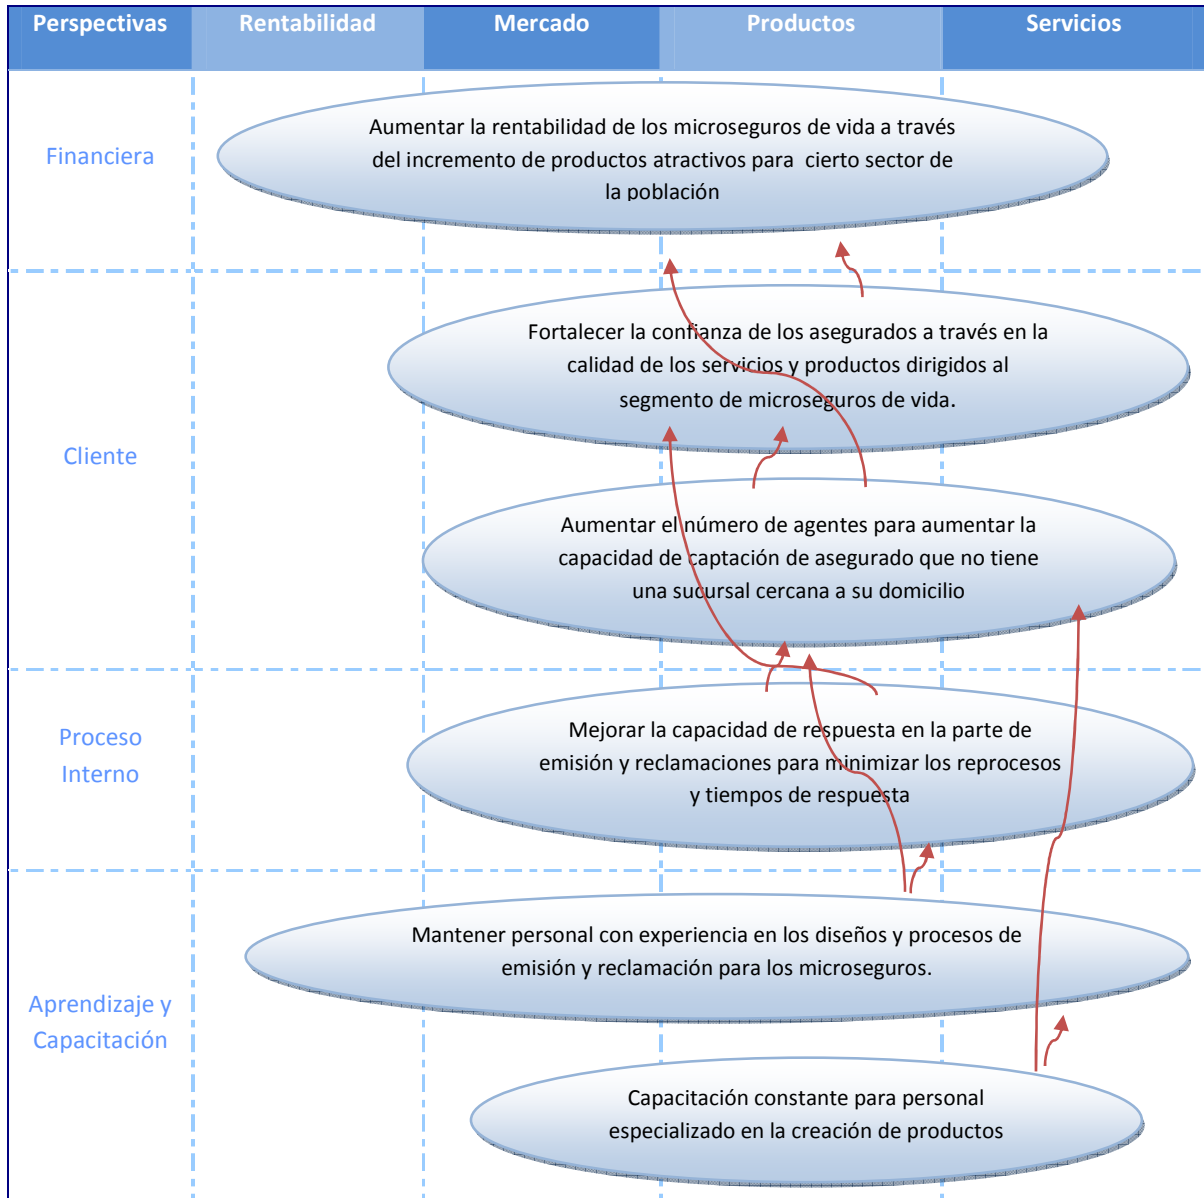 Perspectivas Rentabilidad Mercado Productos Servicios
Financiera
Aumentar la rentabilidad de los microseguros de vida a través
del incremento de productos atractivos para cierto sector de
la población
Cliente
Fortalecer la confianza de los asegurados a través en la
calidad de los servicios y productos dirigidos al
segmento de microseguros de vida.
Aumentar el número de agentes para aumentar la
capacidad de captación de asegurado que no tiene
una sucursal cercana a su domicilio
Proceso
Interno
Mejorar la capacidad de respuesta en la parte de
emisión y reclamaciones para minimizar los reprocesos
y tiempos de respuesta
Aprendizaje y
Capacitación
Mantener personal con experiencia en los diseños y procesos de
emisión y reclamación para los microseguros.
Capacitación constante para personal
especializado en la creación de productos